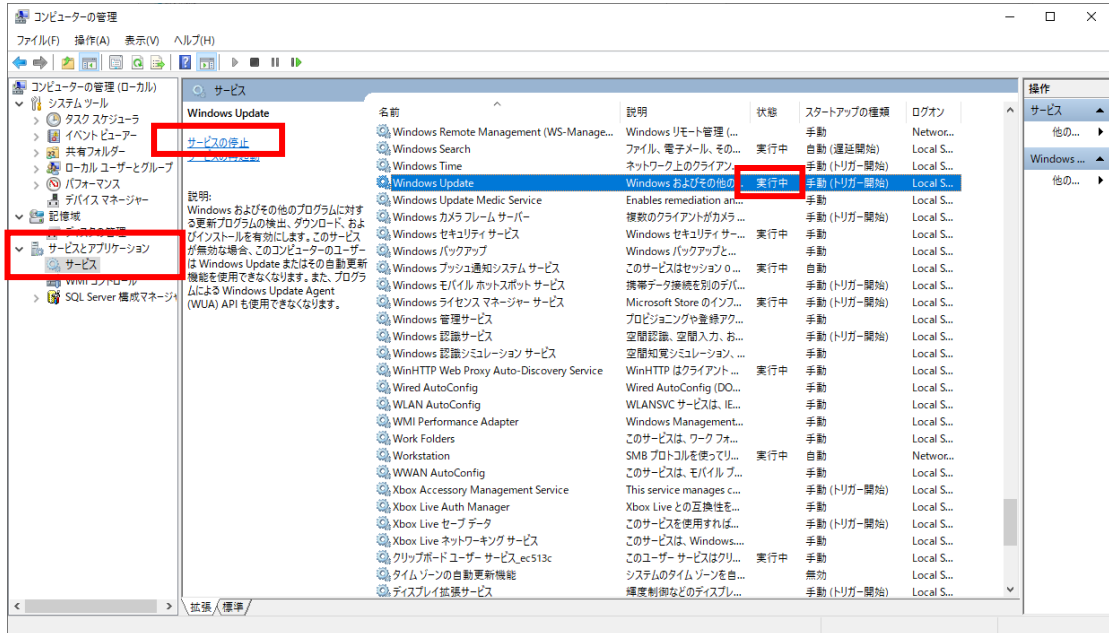 コンピューターの管理
ファイル(F) 操作(A) 表示(V) ヘルプ(H)
コンピューターの管理 (ローカル)
システム ツール
タスク スケジューラ
イベント ビューアー
共有フォルダー
ローカル ユーザーとグループ
パフォーマンス
デバイス マネージャー
記憶域
ディスクの管理
サービスとアプリケーション
サービス
WMI コントロール
SQL Server 構成マネージャ
サービス
Windows Update
サービスの停止
サービスの再起動
説明:
Windows およびその他のプログラムに対す
る更新プログラムの検出、ダウンロード、およ
びインストールを有効にします。このサービス
が無効な場合、このコンピューターのユーザー
は Windows Update またはその自動更新
機能を使用できなくなります。また、プログラ
ムによる Windows Update Agent
(WUA) API も使用できなくなります。
名前 説明 状態 スタートアップの種類 ログオン
Windows Remote Management (WS-Manage... Windows リモート管理 (... 手動 Networ...
Windows Search ファイル、電子メール、その... 実行中 自動 (遅延開始) Local S...
Windows Time ネットワーク上のクライアン... 手動 (トリガー開始) Local S...
Windows Update Windows およびその他の... 実行中 手動 (トリガー開始) Local S...
Windows Update Medic Service Enables remediation an... 手動 Local S...
Windows カメラ フレーム サーバー 複数のクライアントがカメラ... 手動 (トリガー開始) Local S...
Windows セキュリティ サービス Windows セキュリティ サー... 実行中 手動 Local S...
Windows バックアップ Windows バックアップと... 手動 Local S...
Windows プッシュ通知システム サービス このサービスはセッション 0 ... 実行中 自動 Local S...
Windows モバイル ホットスポット サービス 携帯データ接続を別のデバ... 手動 (トリガー開始) Local S...
Windows ライセンス マネージャー サービス Microsoft Store のインフ... 実行中 手動 (トリガー開始) Local S...
Windows 管理サービス プロビジョニングや登録アク... 手動 Local S...
Windows 認識サービス 空間認識、空間入力、お... 手動 (トリガー開始) Local S...
Windows 認識シミュレーション サービス 空間知覚シミュレーション、... 手動 Local S...
WinHTTP Web Proxy Auto-Discovery Service WinHTTP はクライアント ... 実行中 手動 Local S...
Wired AutoConfig Wired AutoConfig (DO... 手動 Local S...
WLAN AutoConfig WLANSVC サービスは、IE... 手動 Local S...
WMI Performance Adapter Windows Management... 手動 Local S...
Work Folders このサービスは、ワーク フォ... 手動 Local S...
Workstation SMB プロトコルを使ってリ... 実行中 自動 Networ...
WWAN AutoConfig このサービスは、モバイル ブ... 手動 Local S...
Xbox Accessory Management Service This service manages c... 手動 (トリガー開始) Local S...
Xbox Live Auth Manager Xbox Live との互換性を... 手動 Local S...
Xbox Live セーブ データ このサービスを使用すれば... 手動 (トリガー開始) Local S...
Xbox Live ネットワーキング サービス このサービスは、Windows.... 手動 Local S...
クリップボード ユーザー サービス_ec513c このユーザー サービスはクリ... 実行中 手動 Local S...
タイム ゾーンの自動更新機能 システムのタイム ゾーンを自... 無効 Local S...
ディスプレイ拡張サービス 輝度制御などのディスプレ... 手動 (トリガー開始) Local S...
拡張 標準
操作
サービス
他の...
Windows ...
他の...